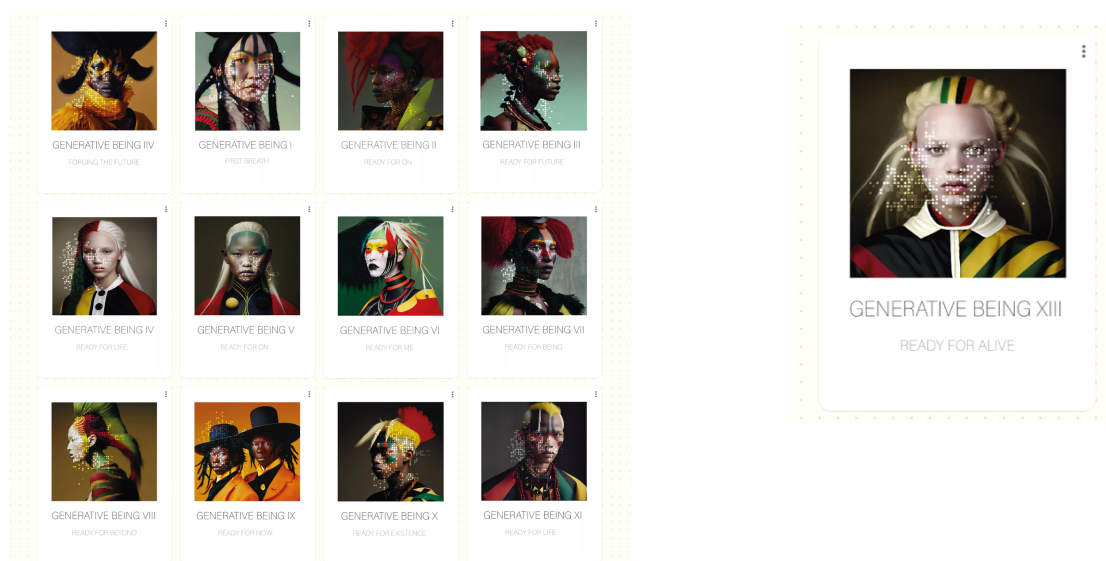 GENERATIVE BEING IIV
FORGING THE FUTURE
GENERATIVE BEING I
FIRST BREATH
GENERATIVE BEING II
READY FOR ON
GENERATIVE BEING III
READY FOR FUTURE
GENERATIVE BEING IV
READY FOR LIFE
GENERATIVE BEING V
READY FOR ON
GENERATIVE BEING VI
READY FOR ME
GENERATIVE BEING VII
READY FOR BEING
GENERATIVE BEING VIII
READY FOR BEYOND
GENERATIVE BEING IX
READY FOR NOW
GENERATIVE BEING X
READY FOR EXISTENCE
GENERATIVE BEING XI
READY FOR LIFE
GENERATIVE BEING XIII
READY FOR ALIVE